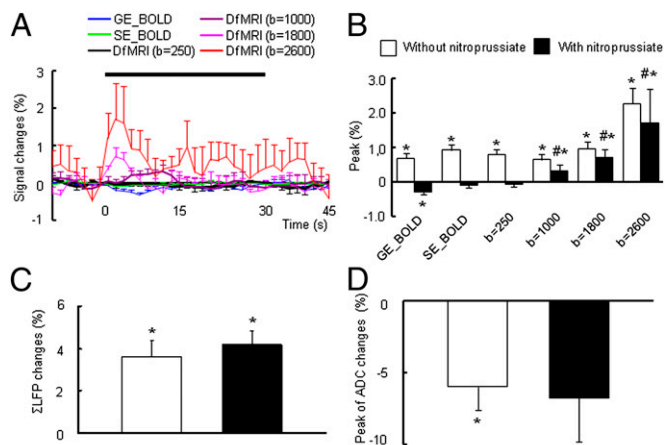 A
GE_BOLD
SE_BOLD
DfMRI (b=250)
DfMRI (b=1000)
DfMRI (b=1800)
DfMRI (b=2600)
Signal changes (%)
3
2
1
0
-1
0
15
30
45
Time (s)
B
Without nitroprussiate
With nitroprussiate
Peak (%)
3.0
2.0
1.0
0
-1.0
*
*
*
*
*
#*
*
#*
*
#*
GE_BOLD
SE_BOLD
b=250
b=1000
b=1800
b=2600
C
ΣLFP changes (%)
6
4
2
0
*
*
D
Peak of ADC changes (%)
0
-5
-10
*